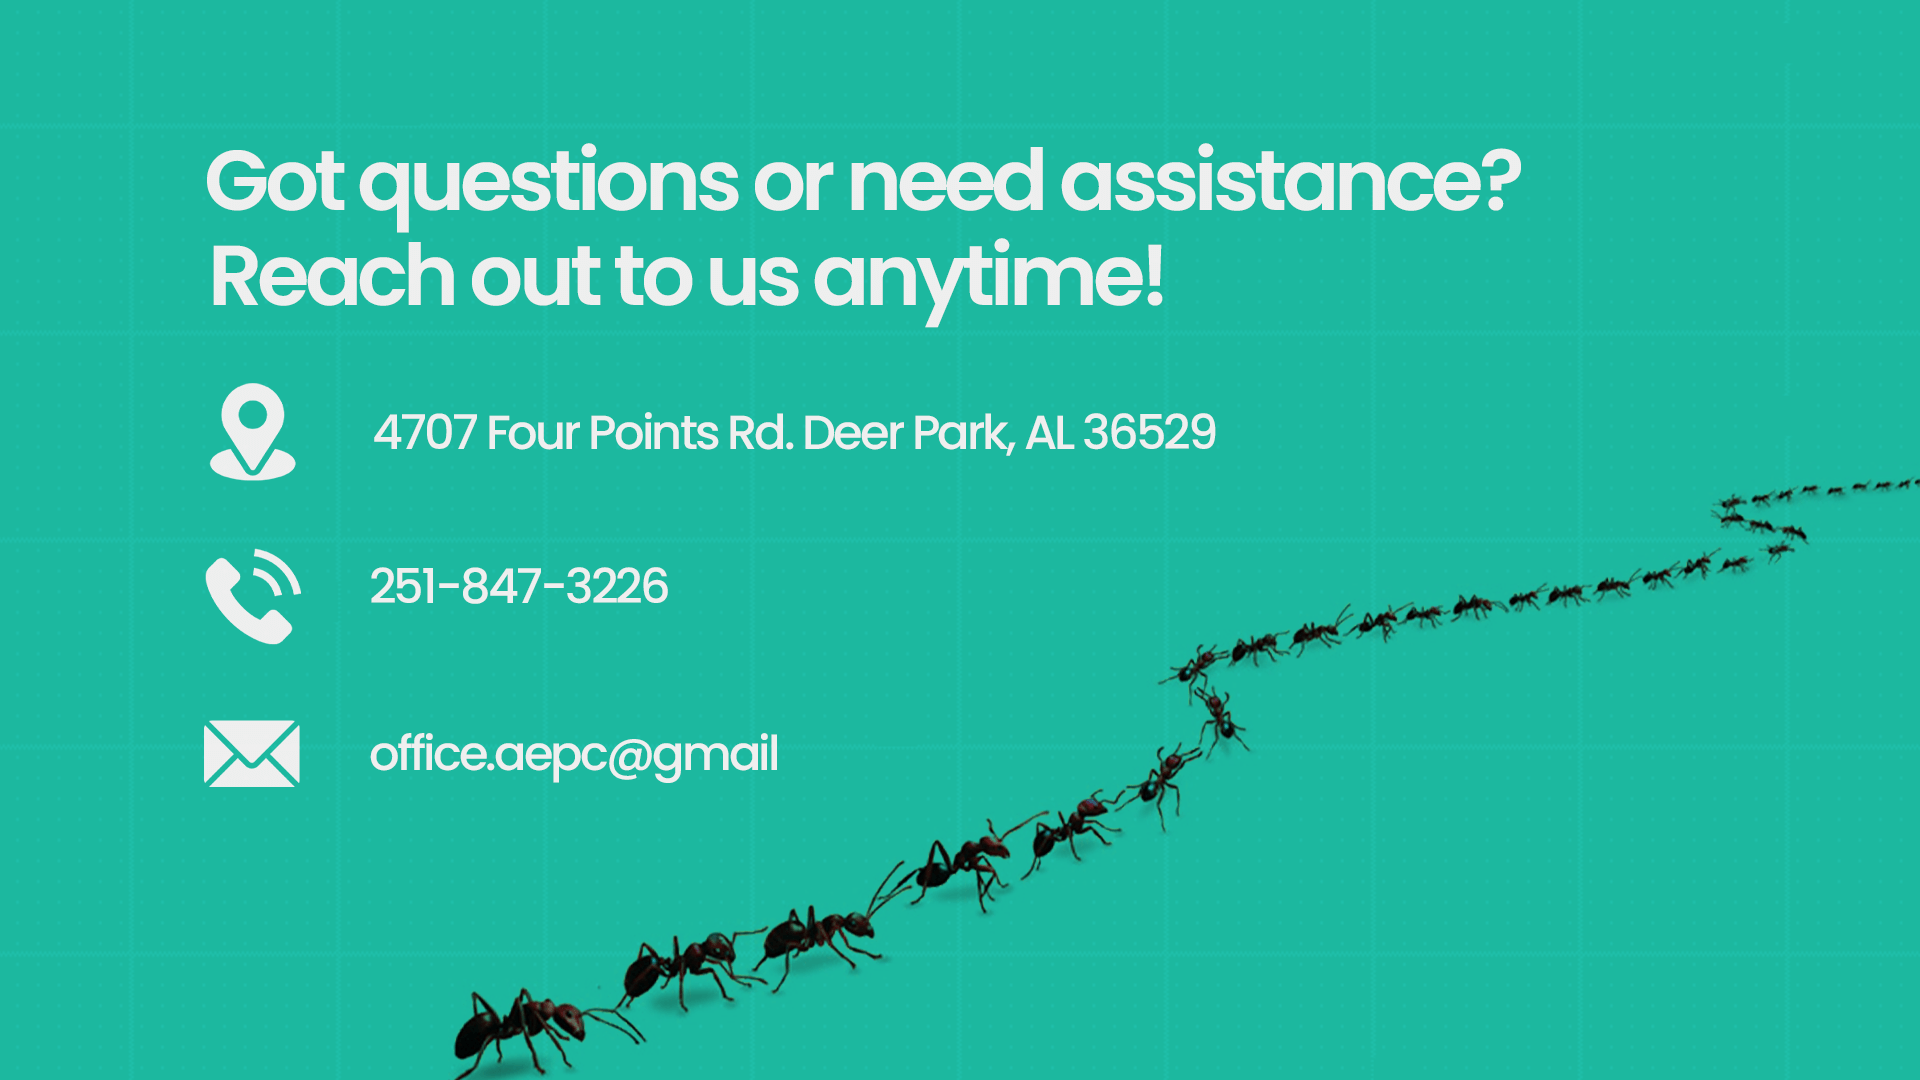 Got questions or need assistance?
Reach out to us anytime!
4707 Four Points Rd. Deer Park, AL 36529
251-847-3226
office.aepc@gmail